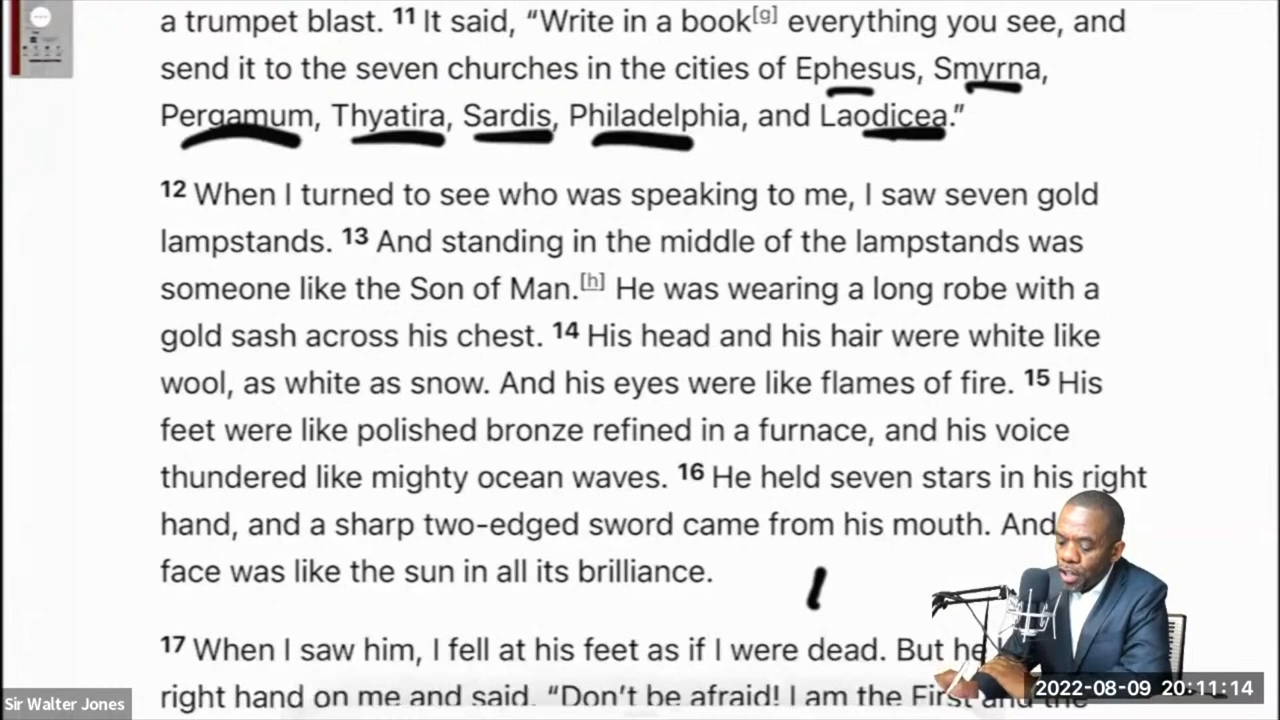 a trumpet blast. 11 It said, “Write in a book[g] everything you see, and
send it to the seven churches in the cities of Ephesus, Smyrna,
Pergamum, Thyatira, Sardis, Philadelphia, and Laodicea.”
12 When I turned to see who was speaking to me, I saw seven gold
lampstands. 13 And standing in the middle of the lampstands was
someone like the Son of Man.[h] He was wearing a long robe with a
gold sash across his chest. 14 His head and his hair were white like
wool, as white as snow. And his eyes were like flames of fire. 15 His
feet were like polished bronze refined in a furnace, and his voice
thundered like mighty ocean waves. 16 He held seven stars in his right
hand, and a sharp two-edged sword came from his mouth. And
face was like the sun in all its brilliance.
17 When I saw him, I fell at his feet as if I were dead. But he
right hand on me and said, “Don’t be afraid! I am the First and the
2022-08-09 20:11:14
Sir Walter Jones